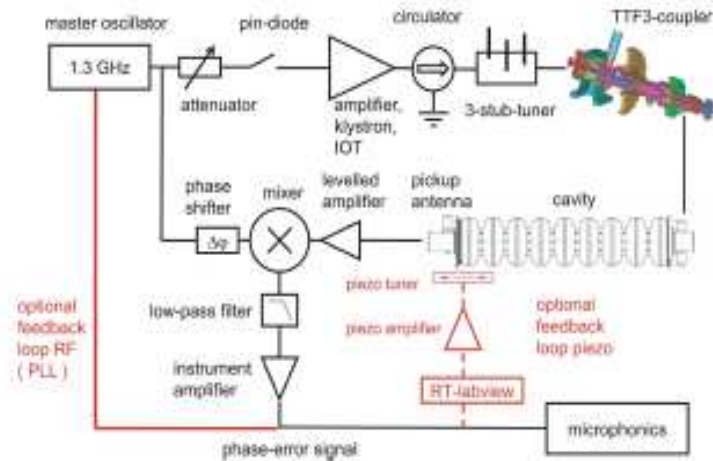 master oscillator
pin-diode
circulator
TTF3-coupler
1.3 GHz
attenuator
amplifier,
klystron,
IOT
3-stub-tuner
phase
shifter
mixer
levelled
amplifier
pickup
antenna
cavity
Δφ
piezo tuner
low-pass filter
piezo amplifier
optional
feedback
loop RF
( PLL )
optional
feedback
loop piezo
instrument
amplifier
RT-labview
microphonics
phase-error signal